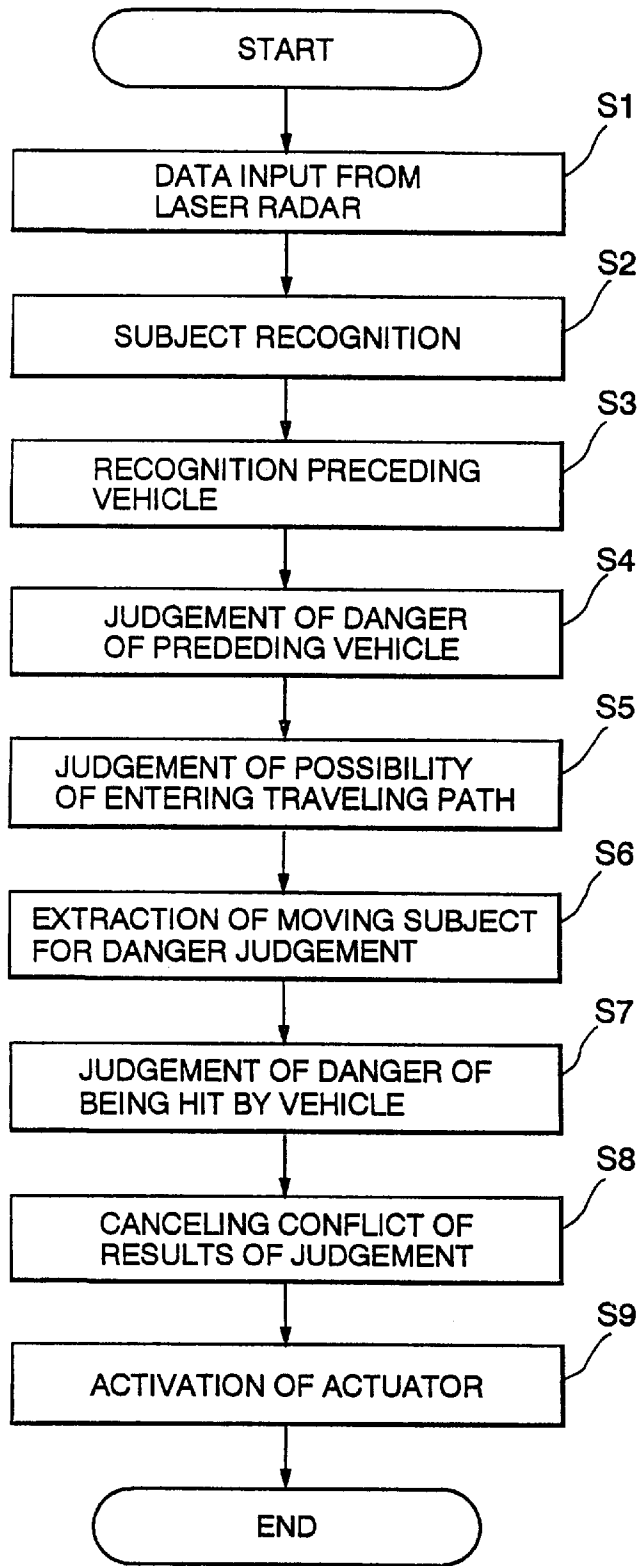 START
S1
DATA INPUT FROM
LASER RADAR
S2
SUBJECT RECOGNITION
S3
RECOGNITION PRECEDING
VEHICLE
S4
JUDGEMENT OF DANGER
OF PREDEDING VEHICLE
S5
JUDGEMENT OF POSSIBILITY
OF ENTERING TRAVELING PATH
S6
EXTRACTION OF MOVING SUBJECT
FOR DANGER JUDGEMENT
S7
JUDGEMENT OF DANGER OF
BEING HIT BY VEHICLE
S8
CANCELING CONFLICT OF
RESULTS OF JUDGEMENT
S9
ACTIVATION OF ACTUATOR
END